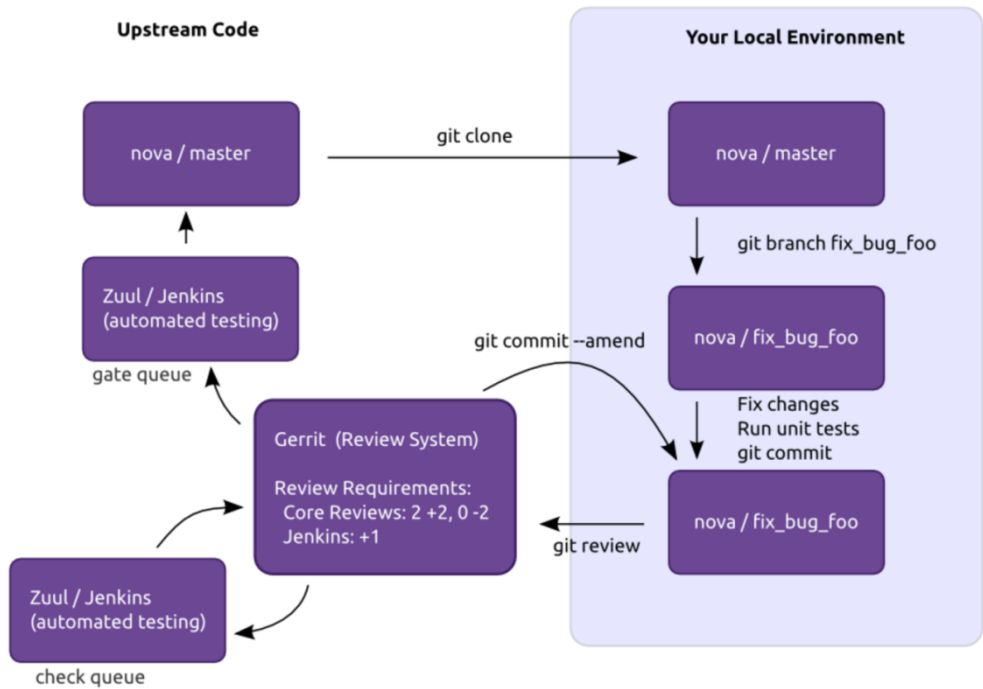 Upstream Code
Your Local Environment
nova / master
git clone
nova / master
git branch fix_bug_foo
Zuul / Jenkins
(automated testing)
gate queue
nova / fix_bug_foo
git commit --amend
Fix changes
Run unit tests
git commit
Gerrit (Review System)
Review Requirements:
Core Reviews: 2 +2, 0 -2
Jenkins: +1
nova / fix_bug_foo
git review
Zuul / Jenkins
(automated testing)
check queue